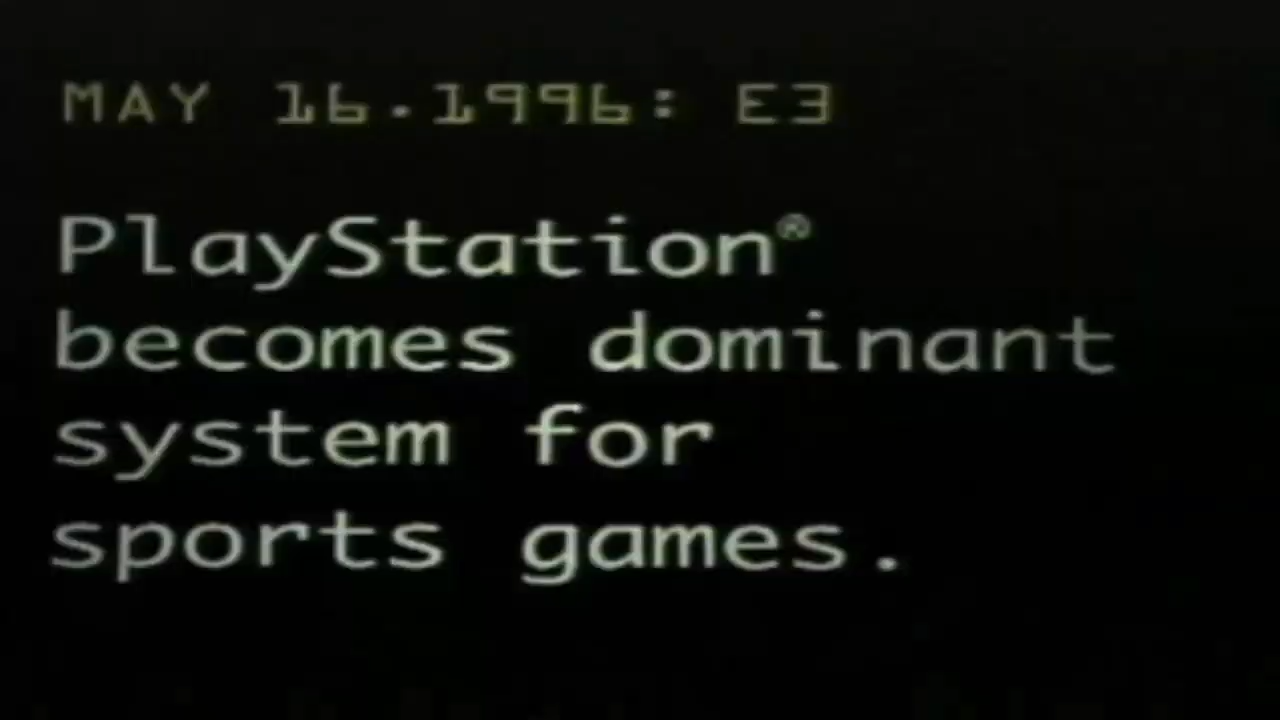 MAY 16.1996: E3
PlayStation®
becomes dominant
system for
sports games.